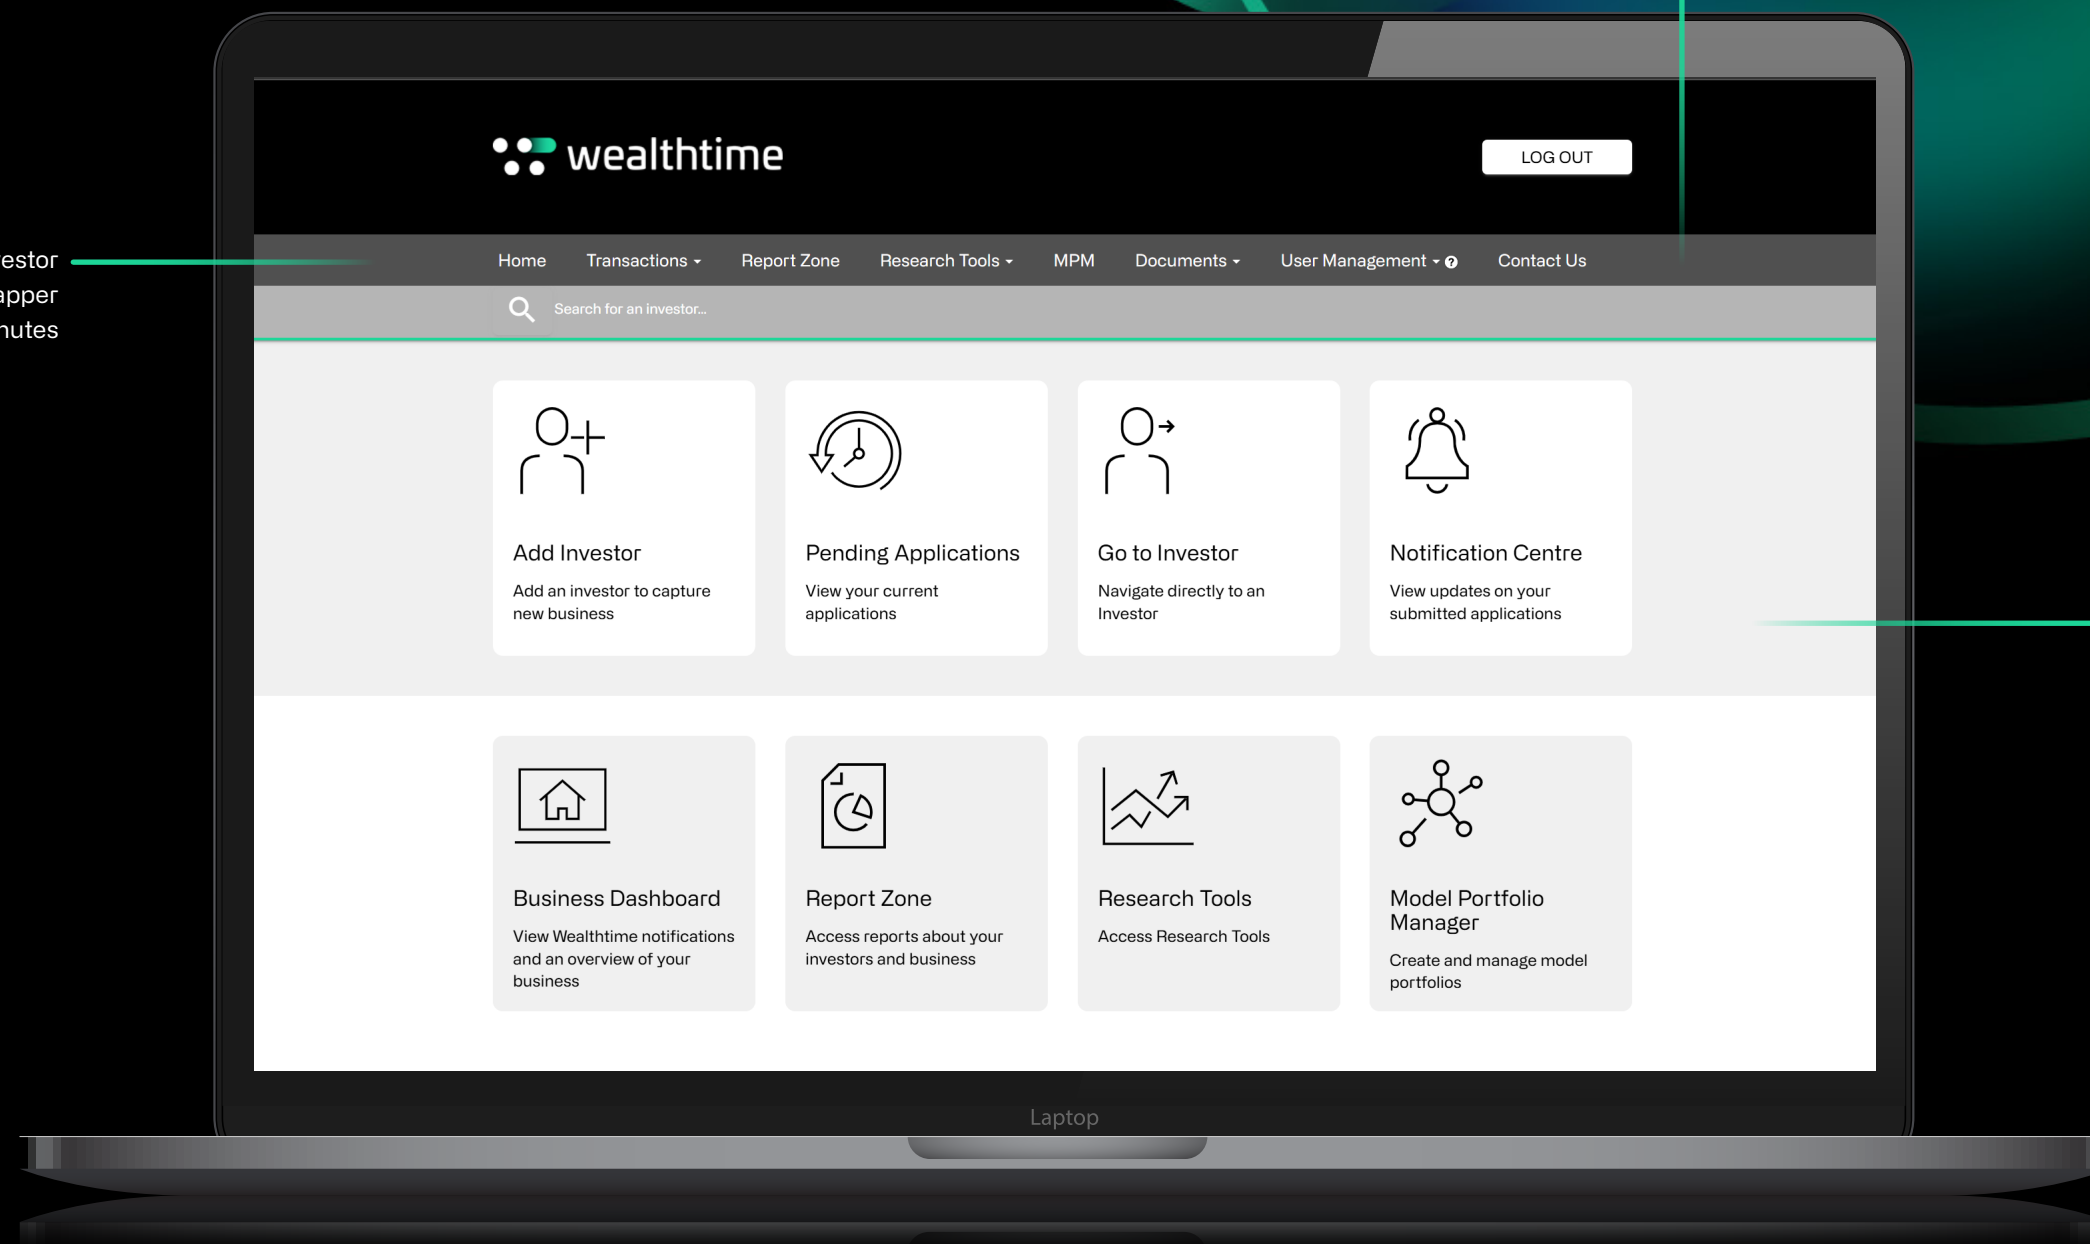 wealthtime
LOG OUT
Home Transactions Report Zone Research Tools MPM Documents User Management ? Contact Us
Search for an investor...
Add Investor
Add an investor to capture
new business
Pending Applications
View your current
applications
Go to Investor
Navigate directly to an
Investor
Notification Centre
View updates on your
submitted applications
Business Dashboard
View Wealthtime notifications
and an overview of your
business
Report Zone
Access reports about your
investors and business
Research Tools
Access Research Tools
Model Portfolio
Manager
Create and manage model
portfolios
Laptop